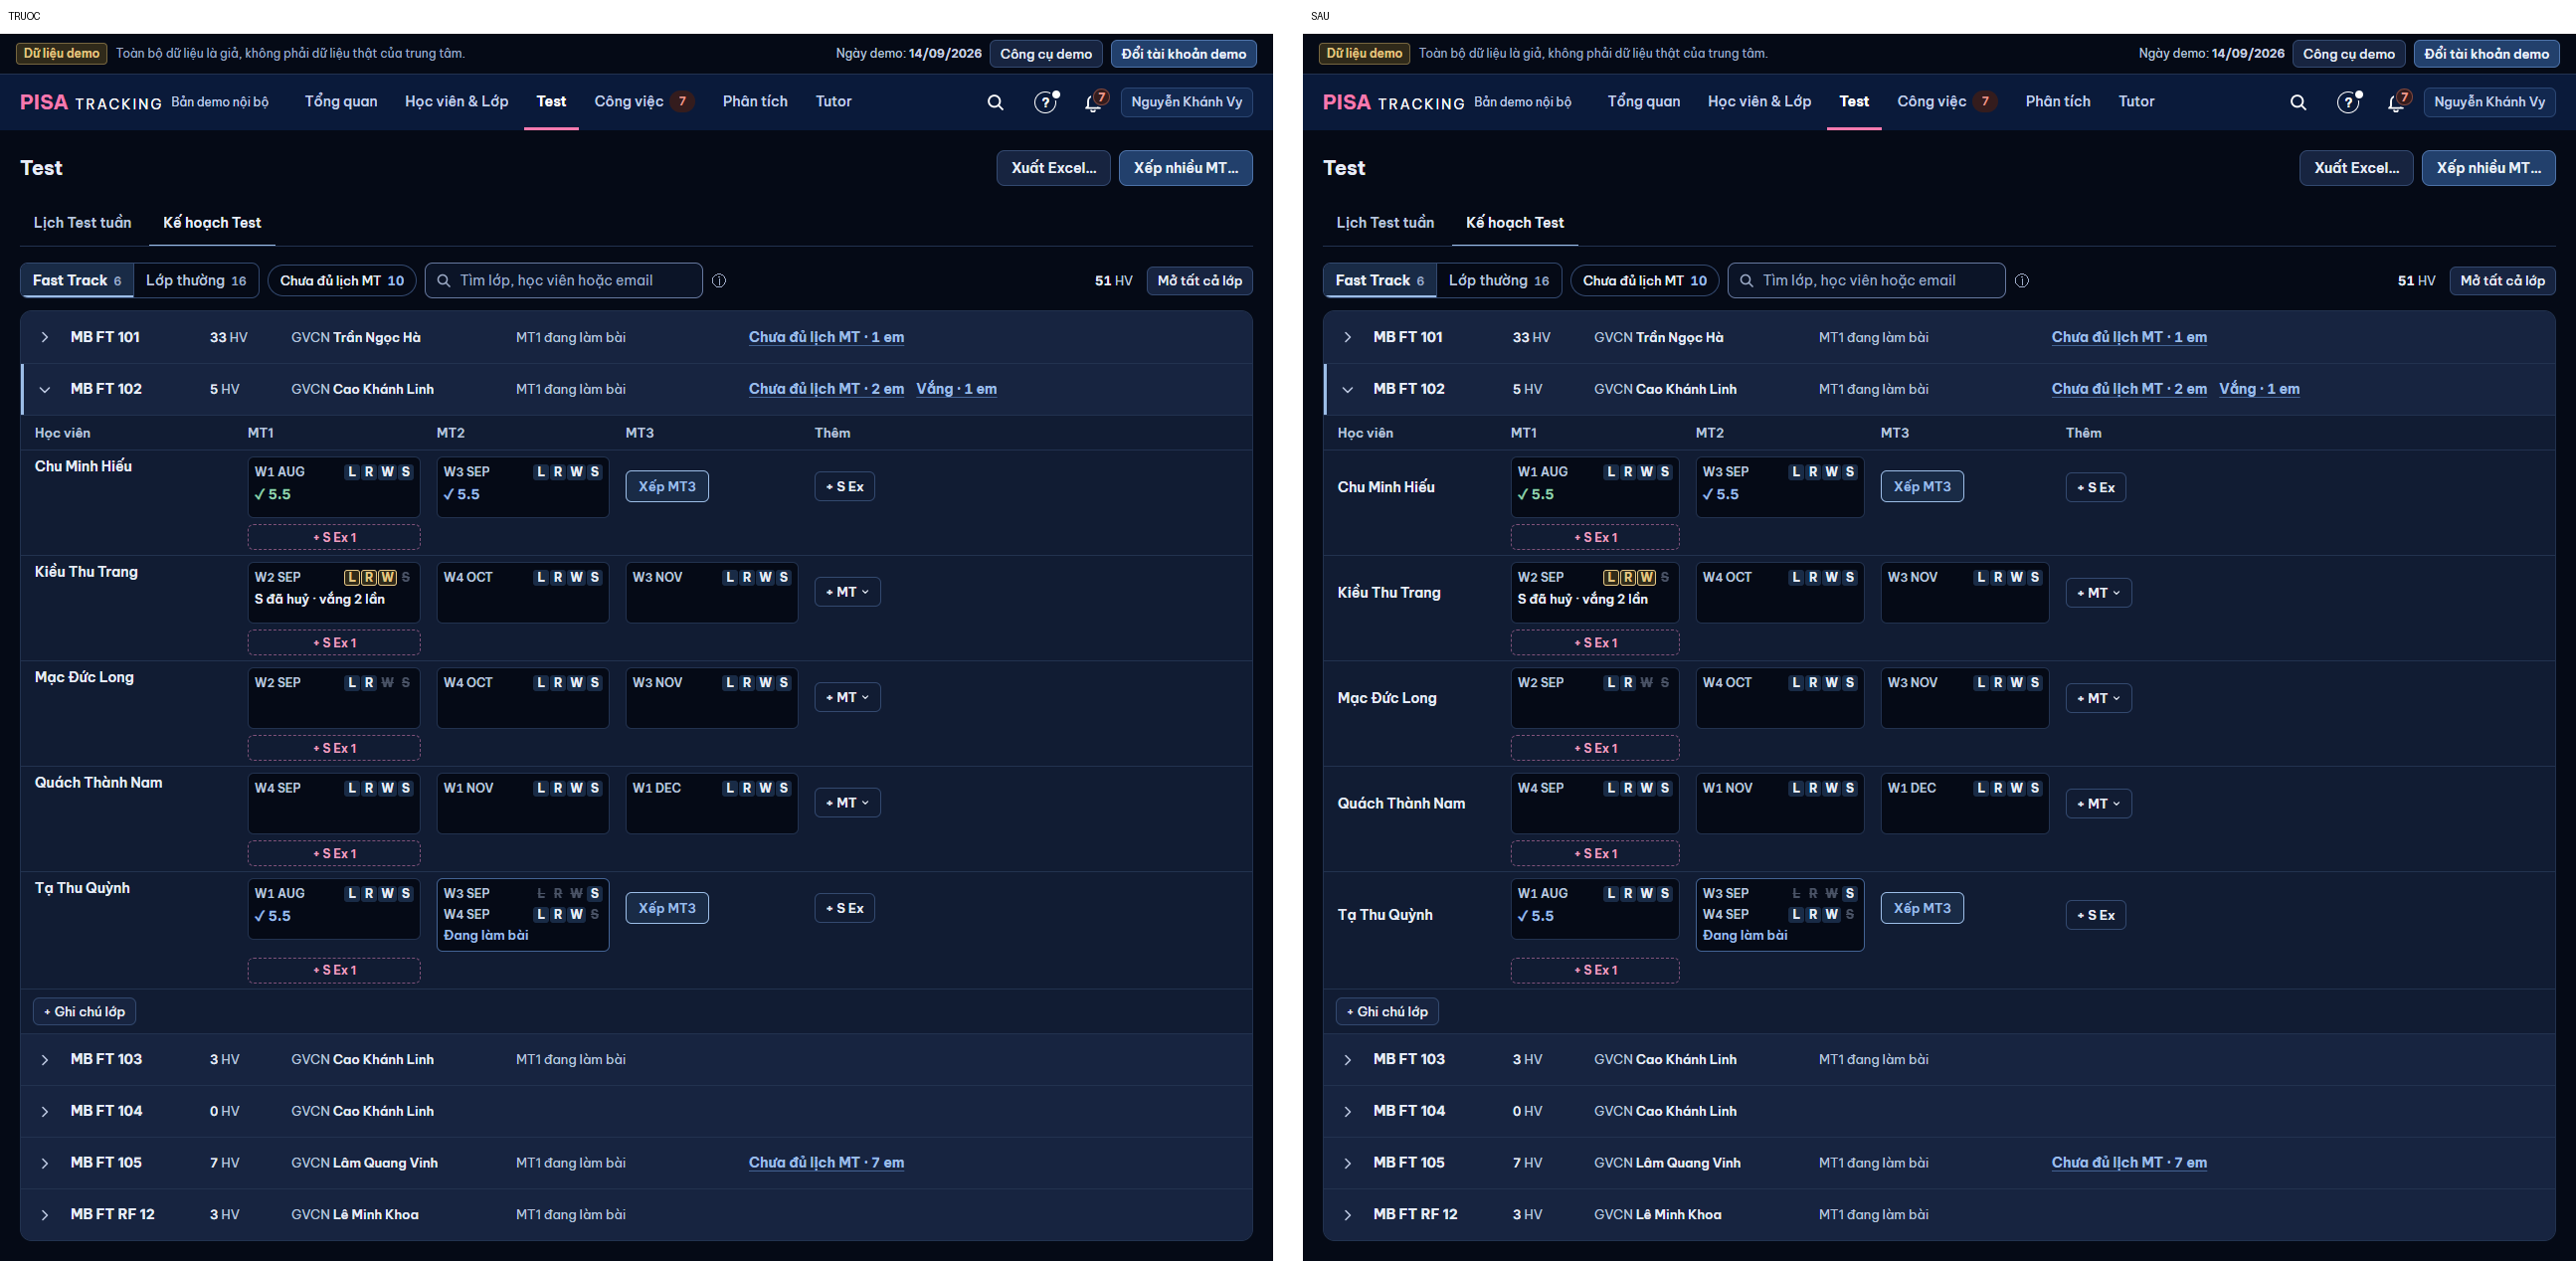 TRUOC
Dữ liệu demo Toàn bộ dữ liệu là giả, không phải dữ liệu thật của trung tâm. Ngày demo: 14/09/2026 Công cụ demo Đổi tài khoản demo
PISA TRACKING Bản demo nội bộ Tổng quan Học viên & Lớp Test Công việc 7 Phân tích Tutor ? 7 Nguyễn Khánh Vy
Test Xuất Excel... Xếp nhiều MT...
Lịch Test tuần Kế hoạch Test
Fast Track 6 Lớp thường 16 Chưa đủ lịch MT 10 Tìm lớp, học viên hoặc email 51 HV Mở tất cả lớp
MB FT 101 33 HV GVCN Trần Ngọc Hà MT1 đang làm bài Chưa đủ lịch MT · 1 em
MB FT 102 5 HV GVCN Cao Khánh Linh MT1 đang làm bài Chưa đủ lịch MT · 2 em Vắng · 1 em
Học viên MT1 MT2 MT3 Thêm
Chu Minh Hiếu W1 AUG L R W S W3 SEP L R W S Xếp MT3 + S Ex
✓ 5.5 ✓ 5.5
+ S Ex 1
Kiều Thu Trang W2 SEP L R W S W4 OCT L R W S W3 NOV L R W S + MT
S đã huỷ · vắng 2 lần
+ S Ex 1
Mạc Đức Long W2 SEP L R W S W4 OCT L R W S W3 NOV L R W S + MT
+ S Ex 1
Quách Thành Nam W4 SEP L R W S W1 NOV L R W S W1 DEC L R W S + MT
+ S Ex 1
Tạ Thu Quỳnh W1 AUG L R W S W3 SEP L R W S Xếp MT3 + S Ex
✓ 5.5 W4 SEP L R W S
Đang làm bài
+ S Ex 1
+ Ghi chú lớp
MB FT 103 3 HV GVCN Cao Khánh Linh MT1 đang làm bài
MB FT 104 0 HV GVCN Cao Khánh Linh
MB FT 105 7 HV GVCN Lâm Quang Vinh MT1 đang làm bài Chưa đủ lịch MT · 7 em
MB FT RF 12 3 HV GVCN Lê Minh Khoa MT1 đang làm bài
SAU
Dữ liệu demo Toàn bộ dữ liệu là giả, không phải dữ liệu thật của trung tâm. Ngày demo: 14/09/2026 Công cụ demo Đổi tài khoản demo
PISA TRACKING Bản demo nội bộ Tổng quan Học viên & Lớp Test Công việc 7 Phân tích Tutor ? 7 Nguyễn Khánh Vy
Test Xuất Excel... Xếp nhiều MT...
Lịch Test tuần Kế hoạch Test
Fast Track 6 Lớp thường 16 Chưa đủ lịch MT 10 Tìm lớp, học viên hoặc email 51 HV Mở tất cả lớp
MB FT 101 33 HV GVCN Trần Ngọc Hà MT1 đang làm bài Chưa đủ lịch MT · 1 em
MB FT 102 5 HV GVCN Cao Khánh Linh MT1 đang làm bài Chưa đủ lịch MT · 2 em Vắng · 1 em
Học viên MT1 MT2 MT3 Thêm
Chu Minh Hiếu W1 AUG L R W S W3 SEP L R W S Xếp MT3 + S Ex
✓ 5.5 ✓ 5.5
+ S Ex 1
Kiều Thu Trang W2 SEP L R W S W4 OCT L R W S W3 NOV L R W S + MT
S đã huỷ · vắng 2 lần
+ S Ex 1
Mạc Đức Long W2 SEP L R W S W4 OCT L R W S W3 NOV L R W S + MT
+ S Ex 1
Quách Thành Nam W4 SEP L R W S W1 NOV L R W S W1 DEC L R W S + MT
+ S Ex 1
Tạ Thu Quỳnh W1 AUG L R W S W3 SEP L R W S Xếp MT3 + S Ex
✓ 5.5 W4 SEP L R W S
Đang làm bài
+ S Ex 1
+ Ghi chú lớp
MB FT 103 3 HV GVCN Cao Khánh Linh MT1 đang làm bài
MB FT 104 0 HV GVCN Cao Khánh Linh
MB FT 105 7 HV GVCN Lâm Quang Vinh MT1 đang làm bài Chưa đủ lịch MT · 7 em
MB FT RF 12 3 HV GVCN Lê Minh Khoa MT1 đang làm bài